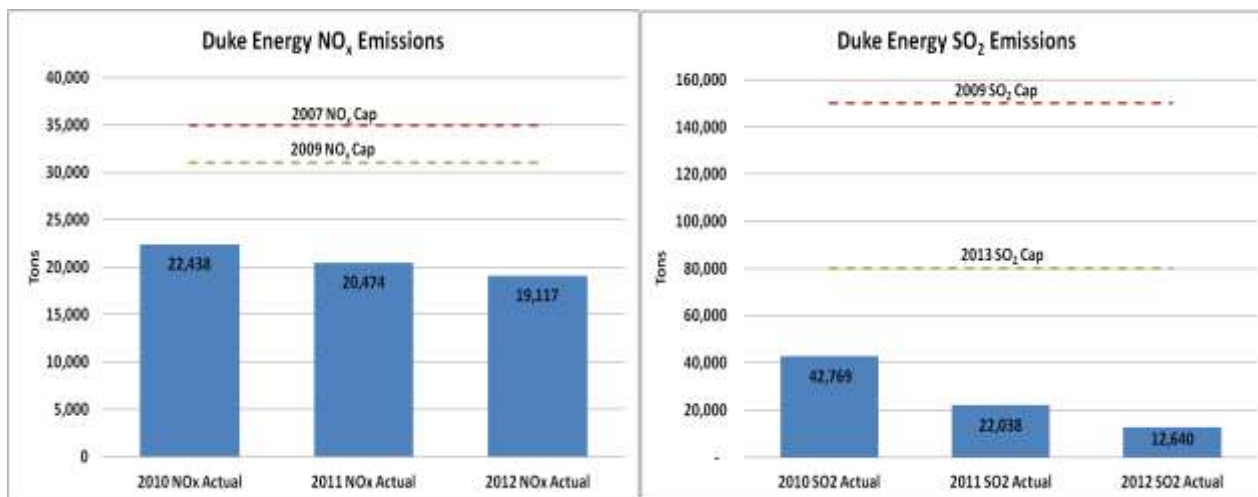 Duke Energy NOx Emissions
40,000
35,000
30,000
25,000
20,000
15,000
10,000
5,000
0
Tons
2007 NOx Cap
2009 NOx Cap
22,438
20,474
19,117
2010 NOx Actual
2011 NOx Actual
2012 NOx Actual
Duke Energy SO2 Emissions
160,000
140,000
120,000
100,000
80,000
60,000
40,000
20,000
-
Tons
2009 SO2 Cap
2013 SO2 Cap
42,769
22,038
12,640
2010 SO2 Actual
2011 SO2 Actual
2012 SO2 Actual